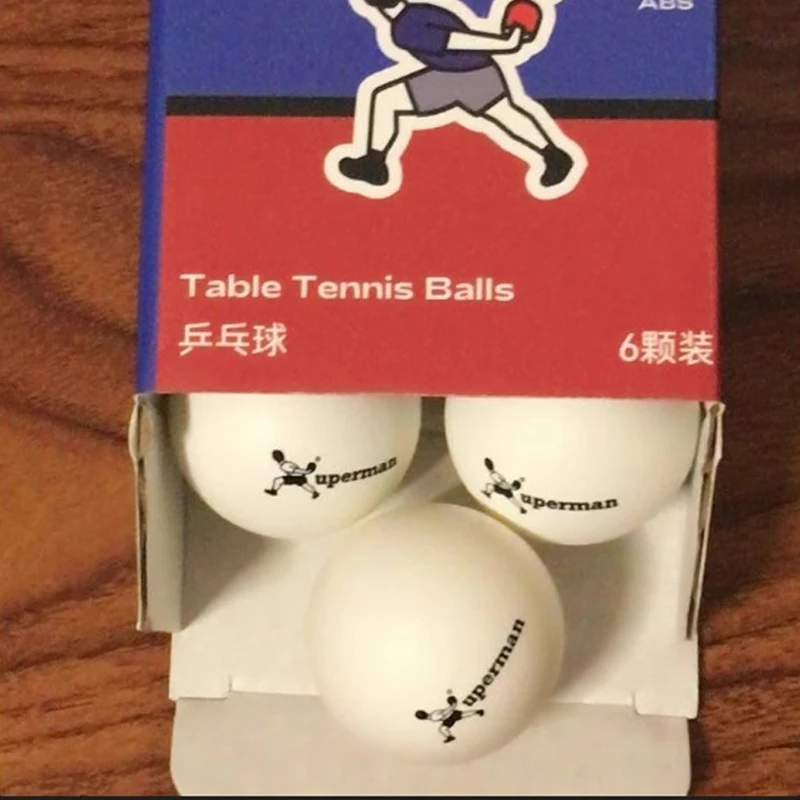 ABS
Table Tennis Balls
乒乓球
6颗装
uperman
uperman
uperman